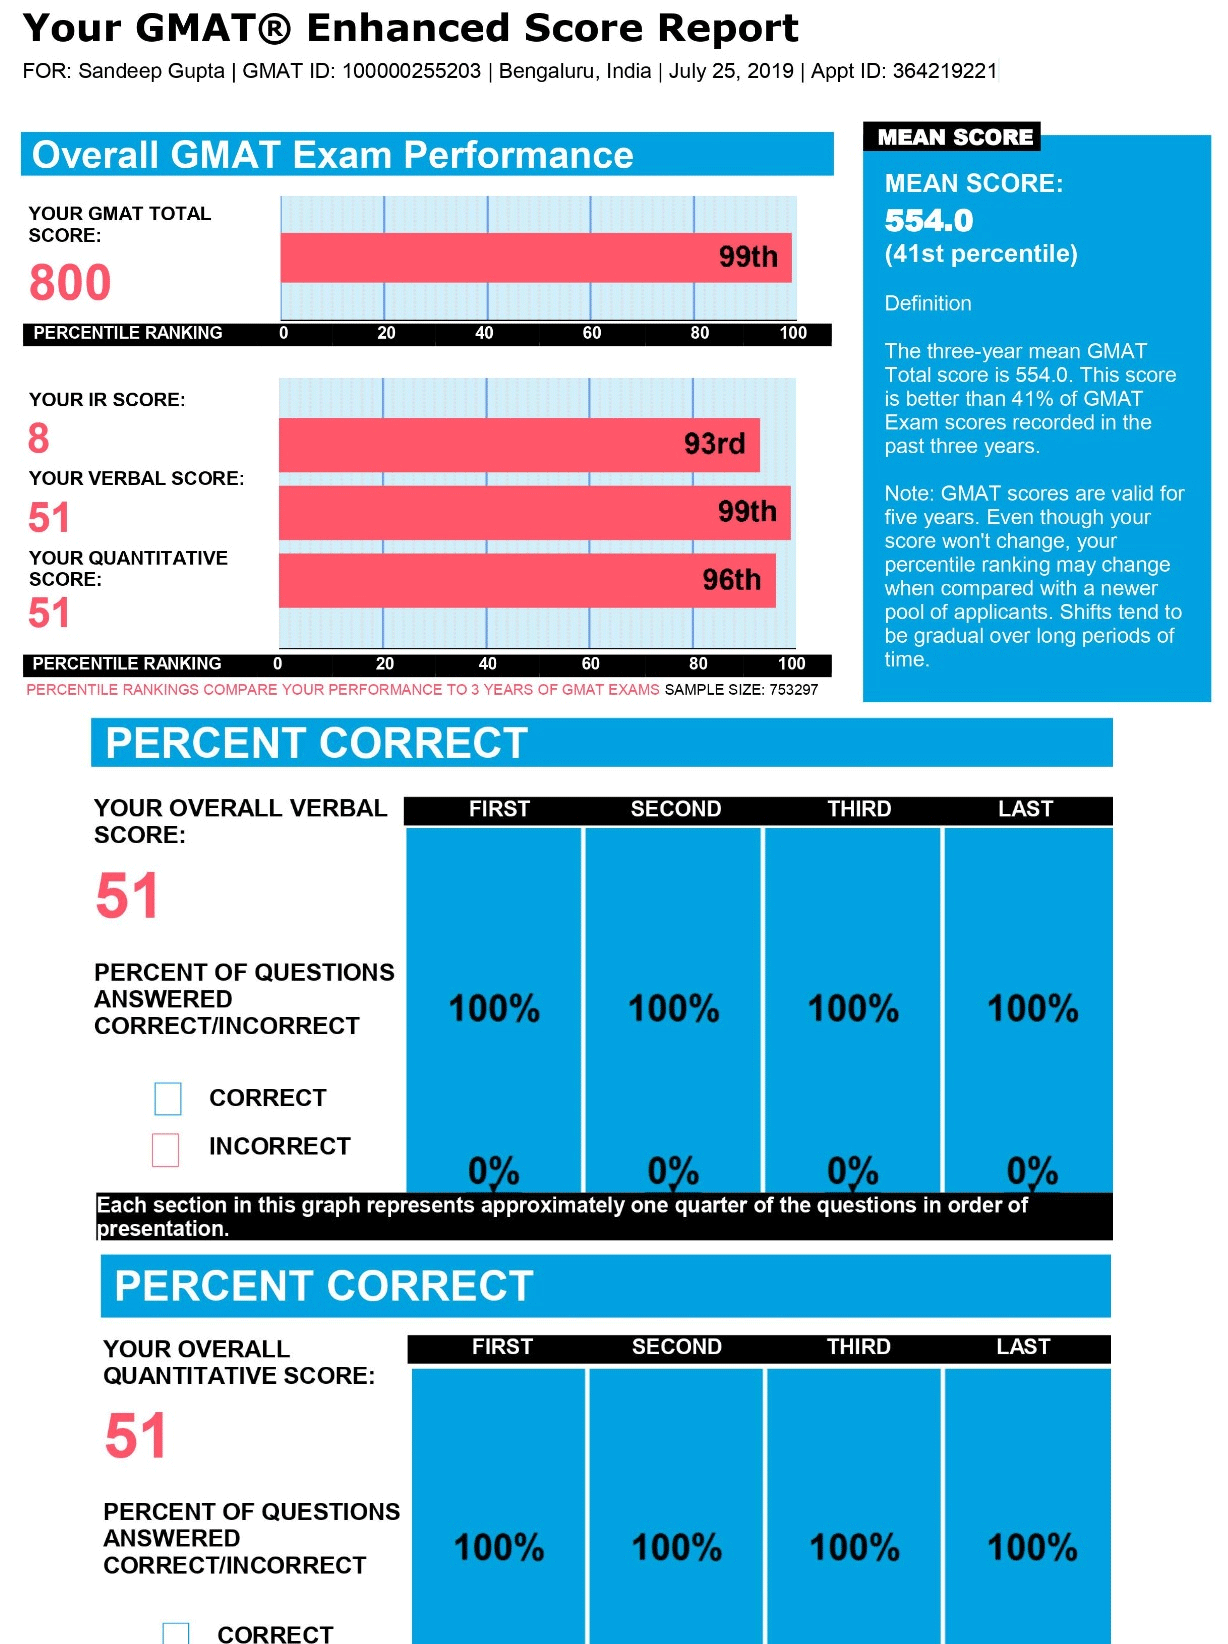 Your GMAT® Enhanced Score Report
FOR: Sandeep Gupta | GMAT ID: 100000255203 | Bengaluru, India | July 25, 2019 | Appt ID: 364219221
Overall GMAT Exam Performance
YOUR GMAT TOTAL
SCORE:
800
99th
PERCENTILE RANKING 0 20 40 60 80 100
YOUR IR SCORE:
8
93rd
YOUR VERBAL SCORE:
51
99th
YOUR QUANTITATIVE
SCORE:
51
96th
PERCENTILE RANKING 0 20 40 60 80 100
PERCENTILE RANKINGS COMPARE YOUR PERFORMANCE TO 3 YEARS OF GMAT EXAMS SAMPLE SIZE: 753297
MEAN SCORE
MEAN SCORE:
554.0
(41st percentile)
Definition
The three-year mean GMAT
Total score is 554.0. This score
is better than 41% of GMAT
Exam scores recorded in the
past three years.
Note: GMAT scores are valid for
five years. Even though your
score won't change, your
percentile ranking may change
when compared with a newer
pool of applicants. Shifts tend to
be gradual over long periods of
time.
PERCENT CORRECT
YOUR OVERALL VERBAL
SCORE:
51
PERCENT OF QUESTIONS
ANSWERED
CORRECT/INCORRECT
CORRECT
INCORRECT
FIRST SECOND THIRD LAST
100% 100% 100% 100%
0% 0% 0% 0%
Each section in this graph represents approximately one quarter of the questions in order of
presentation.
PERCENT CORRECT
YOUR OVERALL
QUANTITATIVE SCORE:
51
PERCENT OF QUESTIONS
ANSWERED
CORRECT/INCORRECT
CORRECT
FIRST SECOND THIRD LAST
100% 100% 100% 100%